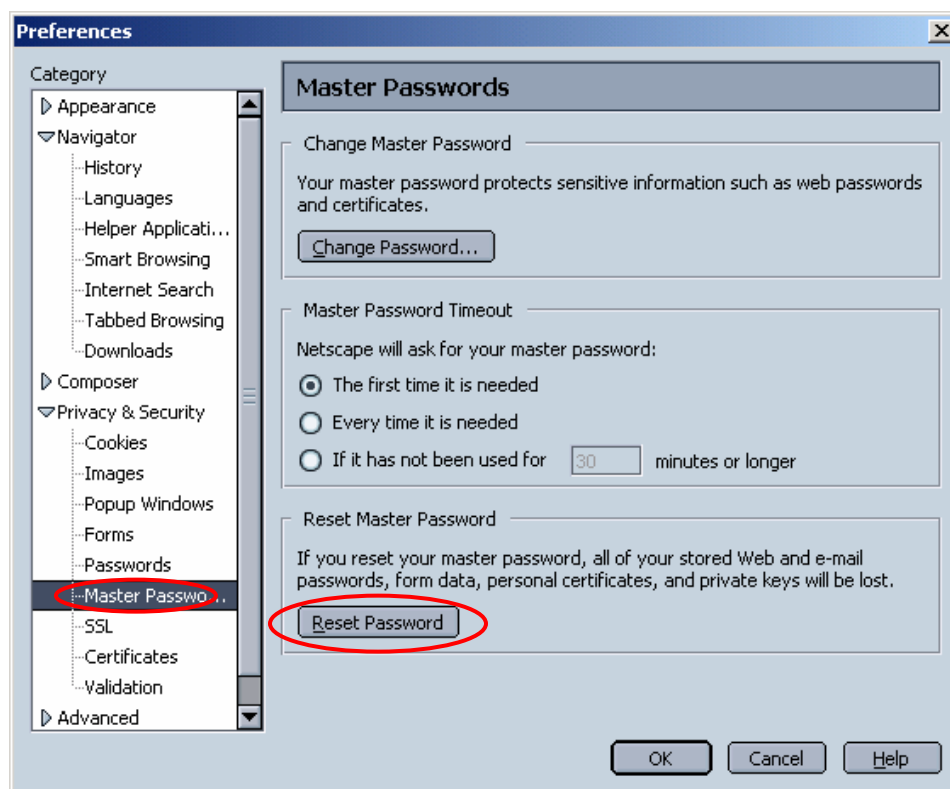 Preferences
Category
Appearance
Navigator
History
Languages
Helper Applicati...
Smart Browsing
Internet Search
Tabbed Browsing
Downloads
Composer
Privacy & Security
Cookies
Images
Popup Windows
Forms
Passwords
Master Passwo...
SSL
Certificates
Validation
Advanced
Master Passwords
Change Master Password
Your master password protects sensitive information such as web passwords
and certificates.
Change Password...
Master Password Timeout
Netscape will ask for your master password:
The first time it is needed
Every time it is needed
If it has not been used for 30 minutes or longer
Reset Master Password
If you reset your master password, all of your stored Web and e-mail
passwords, form data, personal certificates, and private keys will be lost.
Reset Password
OK Cancel Help